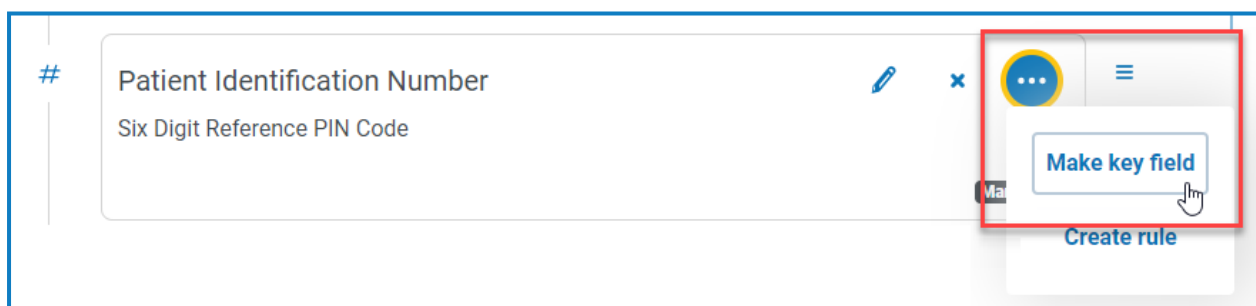 #
Patient Identification Number
Six Digit Reference PIN Code
Make key field
Create rule